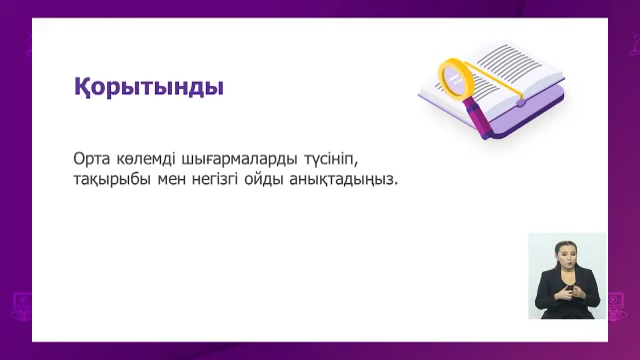 Қорытынды
Орта көлемді шығармаларды түсініп,
тақырыбы мен негізгі ойды анықтадыңыз.